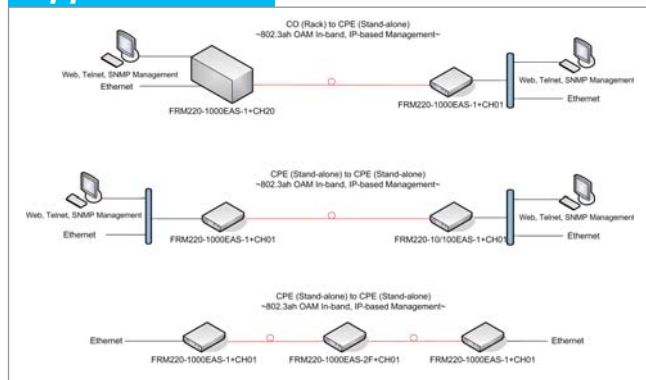 CO (Rack) to CPE (Stand-alone)
~802.3ah OAM In-band, IP-based Management~
Web, Telnet, SNMP Management
Ethernet
FRM220-1000EAS-1+CH20
FRM220-1000EAS-1+CH01
Web, Telnet, SNMP Management
Ethernet
CPE (Stand-alone) to CPE (Stand-alone)
~802.3ah OAM In-band, IP-based Management~
Web, Telnet, SNMP Management
Ethernet
FRM220-1000EAS-1+CH01
FRM220-10/100EAS-1+CH01
Web, Telnet, SNMP Management
Ethernet
CPE (Stand-alone) to CPE (Stand-alone)
~802.3ah OAM In-band, IP-based Management~
Ethernet
FRM220-1000EAS-1+CH01
FRM220-1000EAS-2F+CH01
FRM220-1000EAS-1+CH01
Ethernet